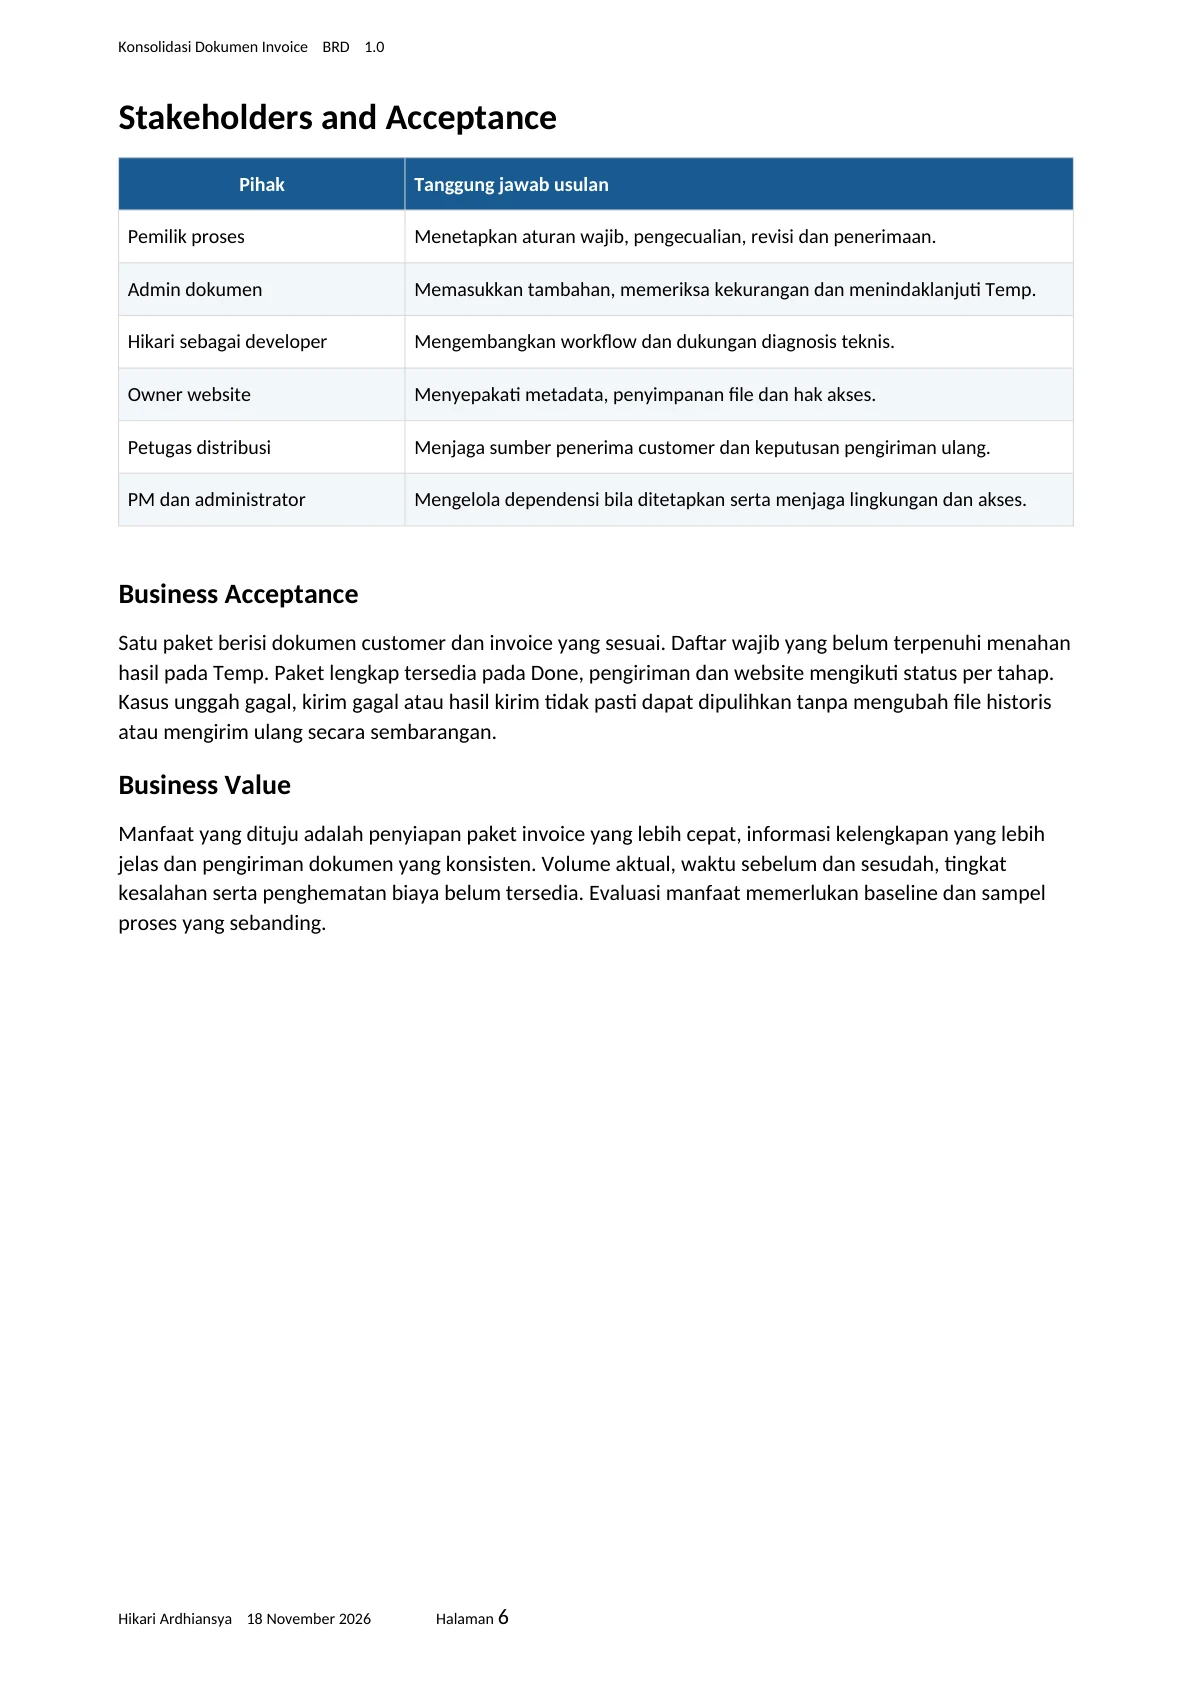 Konsolidasi Dokumen Invoice BRD 1.0
Stakeholders and Acceptance
Pihak Tanggung jawab usulan
Pemilik proses Menetapkan aturan wajib, pengecualian, revisi dan penerimaan.
Admin dokumen Memasukkan tambahan, memeriksa kekurangan dan menindaklanjuti Temp.
Hikari sebagai developer Mengembangkan workflow dan dukungan diagnosis teknis.
Owner website Menyepakati metadata, penyimpanan file dan hak akses.
Petugas distribusi Menjaga sumber penerima customer dan keputusan pengiriman ulang.
PM dan administrator Mengelola dependensi bila ditetapkan serta menjaga lingkungan dan akses.
Business Acceptance
Satu paket berisi dokumen customer dan invoice yang sesuai. Daftar wajib yang belum terpenuhi menahan
hasil pada Temp. Paket lengkap tersedia pada Done, pengiriman dan website mengikuti status per tahap.
Kasus unggah gagal, kirim gagal atau hasil kirim tidak pasti dapat dipulihkan tanpa mengubah file historis
atau mengirim ulang secara sembarangan.
Business Value
Manfaat yang dituju adalah penyiapan paket invoice yang lebih cepat, informasi kelengkapan yang lebih
jelas dan pengiriman dokumen yang konsisten. Volume aktual, waktu sebelum dan sesudah, tingkat
kesalahan serta penghematan biaya belum tersedia. Evaluasi manfaat memerlukan baseline dan sampel
proses yang sebanding.
Hikari Ardhiansya 18 November 2026 Halaman 6